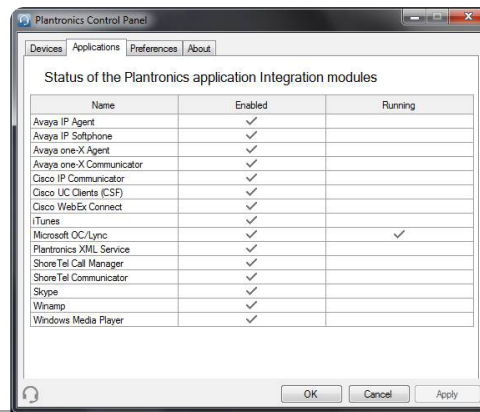 Plantronics Control Panel
Devices Applications Preferences About
Status of the Plantronics application Integration modules
Name Enabled Running
Avaya IP Agent
Avaya IP Softphone
Avaya one-X Agent
Avaya one-X Communicator
Cisco IP Communicator
Cisco UC Clients (CSF)
Cisco WebEx Connect
iTunes
Microsoft OC/Lync
Plantronics XML Service
ShoreTel Call Manager
ShoreTel Communicator
Skype
Winamp
Windows Media Player
OK Cancel Apply